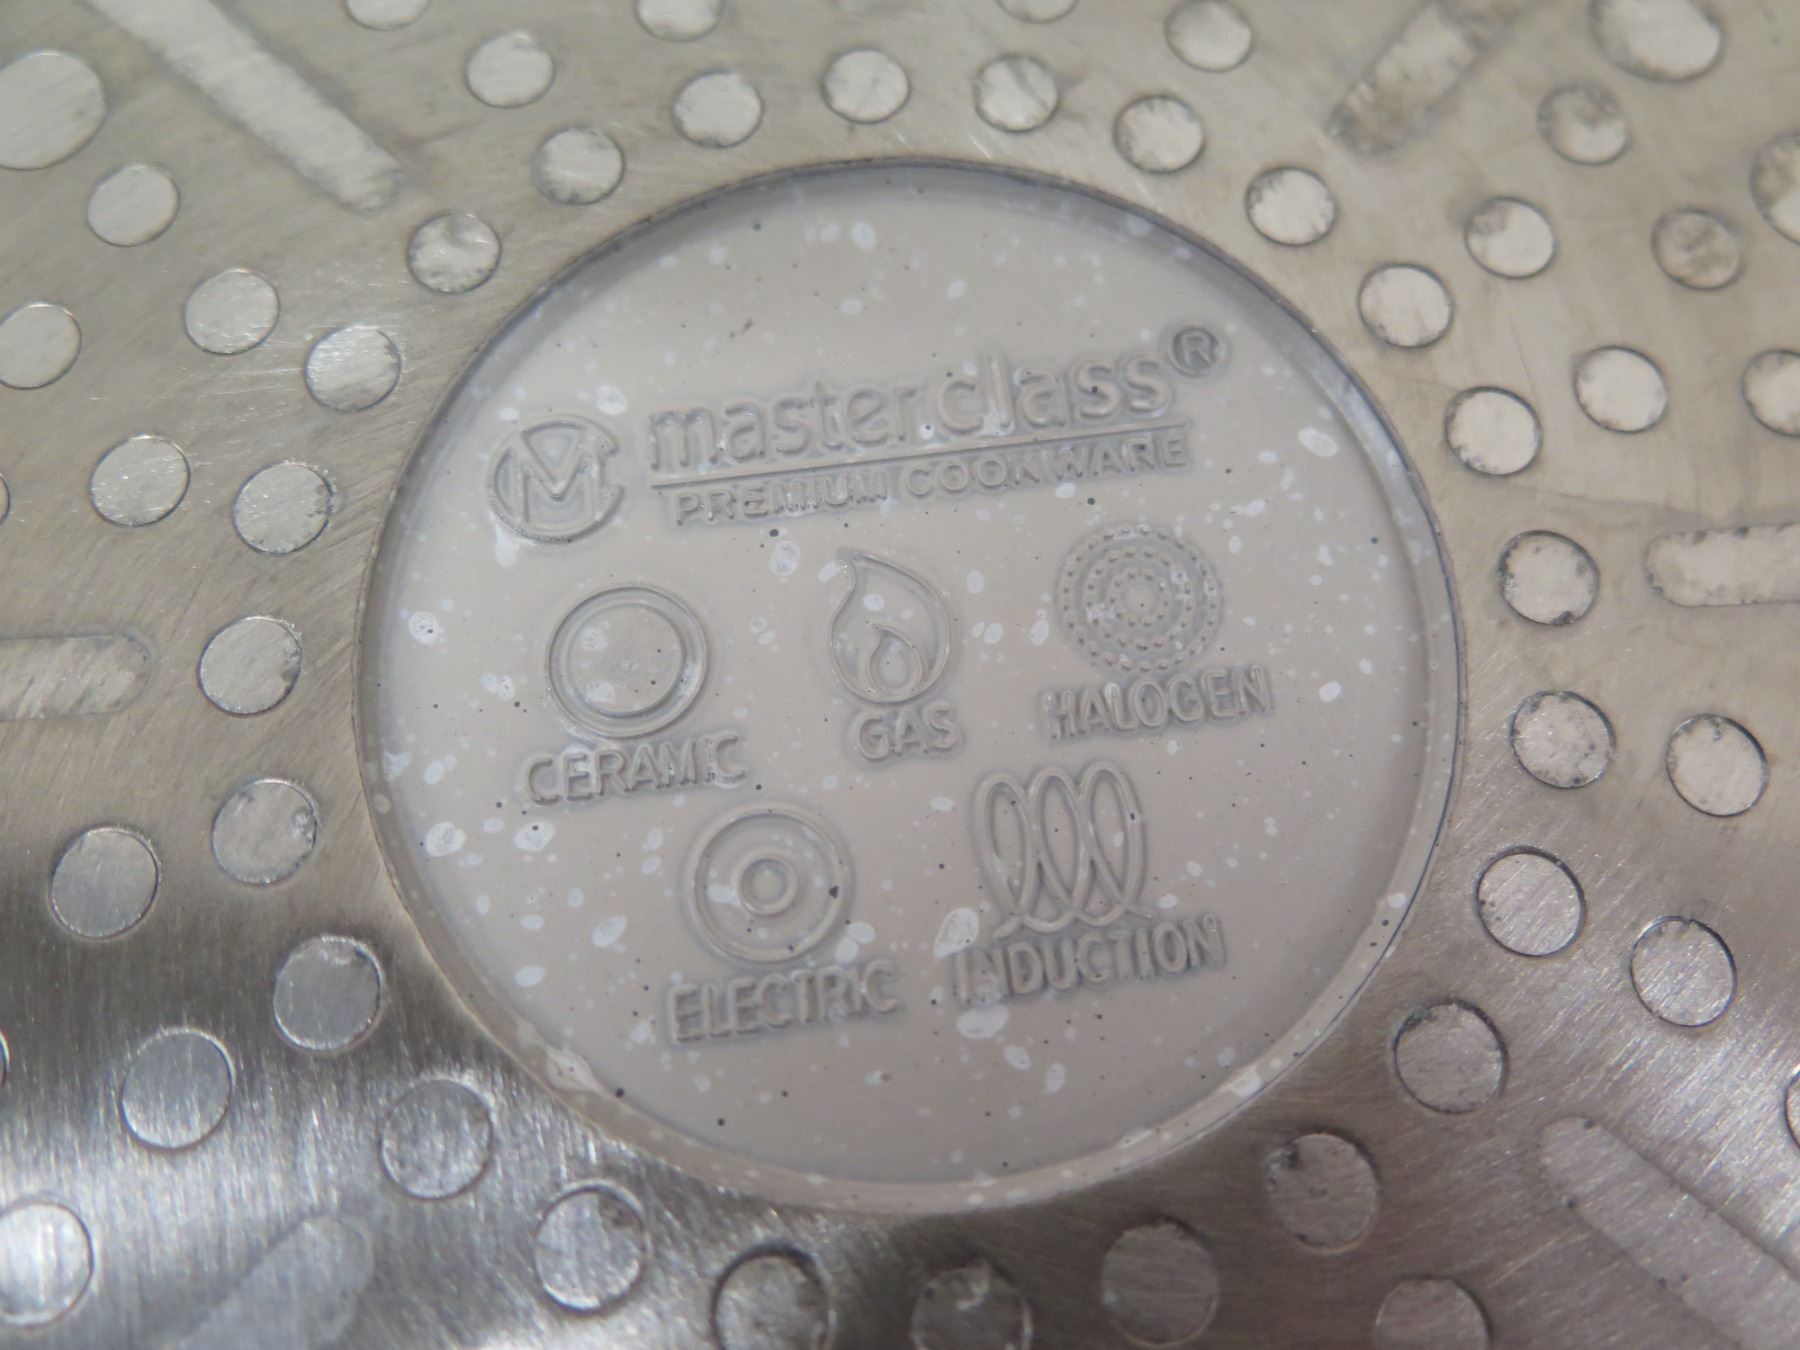 M masterclass®
PREMIUM COOKWARE
CERAMIC GAS HALOGEN
ELECTRIC INDUCTION